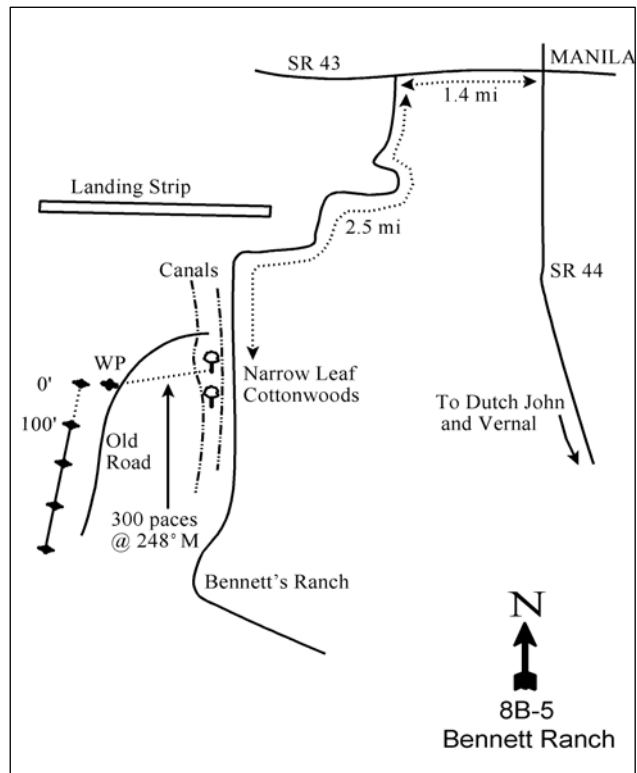 SR 43
MANILA
1.4 mi
Landing Strip
2.5 mi
Canals
SR 44
WP
0'
Narrow Leaf
Cottonwoods
100'
To Dutch John
and Vernal
Old
Road
300 paces
@ 248° M
Bennett's Ranch
N
8B-5
Bennett Ranch